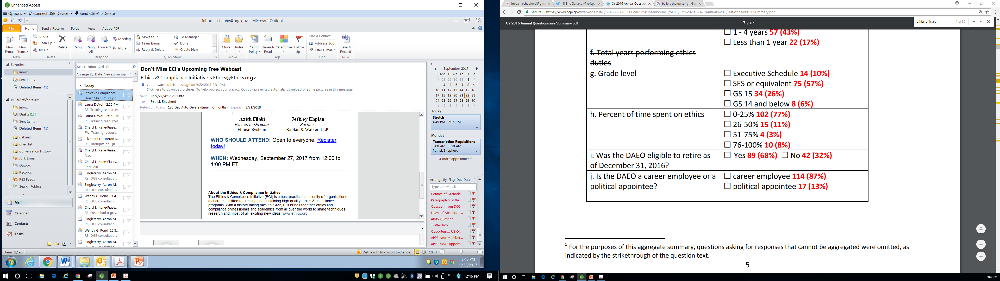 Enhanced Access
Options Connect USB Device Send Ctrl-Alt-Delete
Inbox - pshephe@oge.gov - Microsoft Outlook
File Home Send / Receive Folder View Adobe PDF
New E-mail
New Items
New
Ignore
Clean Up
Junk
Delete
Delete
Reply
Reply All
Forward
Meeting
More
Respond
Move to: ?
Team E-mail
Reply & Delete
To Manager
Done
Create New
Quick Steps
Move
Rules
Move
Assign Policy
Unread/ Read
Categorize
Follow Up
Tags
Find a Contact
Address Book
Filter E-mail
Find
Save A Record
ERCME
Favorites
Inbox
Sent Items
Deleted Items (41)
pshephe@oge.gov
Inbox
Drafts [17]
Sent Items
Deleted Items (41)
Cabinet
Checklist
Conversation History
Junk E-mail
Outbox
Records
RSS Feeds
Search Folders
Mail
Calendar
Contacts
Tasks
Items: 2,190
Search Inbox (Ctrl+E)
Arrange By: Date Newest on top
Today
Ethics & Compliance...
Don't Miss ECI's Upc...
Laura DeVol 2:25 PM
RE: Training resources
Laura DeVol 2:16 PM
RE: Training resources
Cheryl L. Kane-Piase...
FW: Training resourc...
Elizabeth D. Horton 1...
RE: Thoughts on Qu...
Cheryl L. Kane-Piase...
Also
Cheryl L. Kane-Piase...
Pork loin
Singleterry, Aaron M...
Re: OGE consultatio...
Singleterry, Aaron M...
Re: OGE consultatio...
Wendy G. Pond 11:4...
RE: OGE consultatio...
Cheryl L. Kane-Piase...
RE: Susan had a gre...
Singleterry, Aaron M...
RE: OGE consultatio...
Wendy G. Pond 10:3...
RE: OGE consultatio...
Singleterry, Aaron M...
Don't Miss ECI's Upcoming Free Webcast
Ethics & Compliance Initiative <Ethics@Ethics.org>
You forwarded this message on 9/22/2017 2:31 PM.
Click here to download pictures. To help protect your privacy, Outlook prevented automatic download of some pictures in this message.
Sent: Fri 9/22/2017 2:31 PM
To: Patrick Shepherd
Retention Policy: 180 Day Auto-Delete (Email) (6 months) Expires: 3/21/2018
Azish Filabi
Executive Director
Ethical Systems
Jeffrey Kaplan
Partner
Kaplan & Walker, LLP
WHO SHOULD ATTEND: Open to everyone. Register
today!
WHEN: Wednesday, September 27, 2017 from 12:00 to
1:00 PM ET
About the Ethics & Compliance Initiative
The Ethics & Compliance Initiative (ECI) is a best practice community of organizations
that are committed to creating and sustaining high quality ethics & compliance
programs. With a history dating back to 1922, ECI brings together ethics and
compliance professionals and academics from all over the world to share techniques,
research and, most of all, exciting new ideas. www.ethics.org
September 2017
Su Mo Tu We Th Fr Sa
27 28 29 30 31 1 2
3 4 5 6 7 8 9
10 11 12 13 14 15 16
17 18 19 20 21 22 23
24 25 26 27 28 29 30
1 2 3 4 5 6 7
Today
Stretch
4:45 PM - 5:15 PM
Monday
Transcription Requisitions
8:00 AM - 8:30 AM
Patrick Shepherd
4 more appointments
Arrange By: Flag: Due Date
Type a new task
Contact of Grenada...
Paragraph 6 of the ...
Question from DOI
Leave of Absence a...
AIMS Question
Twitter Info
Opportunity: US Of...
APPE New Member...
APPE New Supporti...
Online with Microsoft Exchange 100%
2:46 PM
9/22/2017
2:46 PM
Inbox - pshepherd@gm
(1) Eric Garland (@ericga
CY 2016 Annual Question
ballers theme song - Goo
Secure https://www.oge.gov/web/oge.nsf/0/3E4B683770E56F2A85258156005504F0/$FILE/CY%202016%20Annual%20Questionnaire%20Summary.pdf
CY 2016 Annual Questionnaire Summary.pdf
7 / 67
ethics officials 1 of 30
1 - 4 years 57 (43%)
Less than 1 year 22 (17%)
f. Total years performing ethics
duties
g. Grade level
Executive Schedule 14 (10%)
SES or equivalent 75 (57%)
GS 15 34 (26%)
GS 14 and below 8 (6%)
h. Percent of time spent on ethics
0-25% 102 (77%)
26-50% 15 (11%)
51-75% 4 (3%)
76-100% 10 (8%)
i. Was the DAEO eligible to retire as
of December 31, 2016?
Yes 89 (68%) No 42 (32%)
j. Is the DAEO a career employee or a
political appointee?
career employee 114 (87%)
political appointee 17 (13%)
5 For the purposes of this aggregate summary, questions asking for responses that cannot be aggregated were omitted, as
indicated by the strikethrough of the question text.
5
2:46 PM